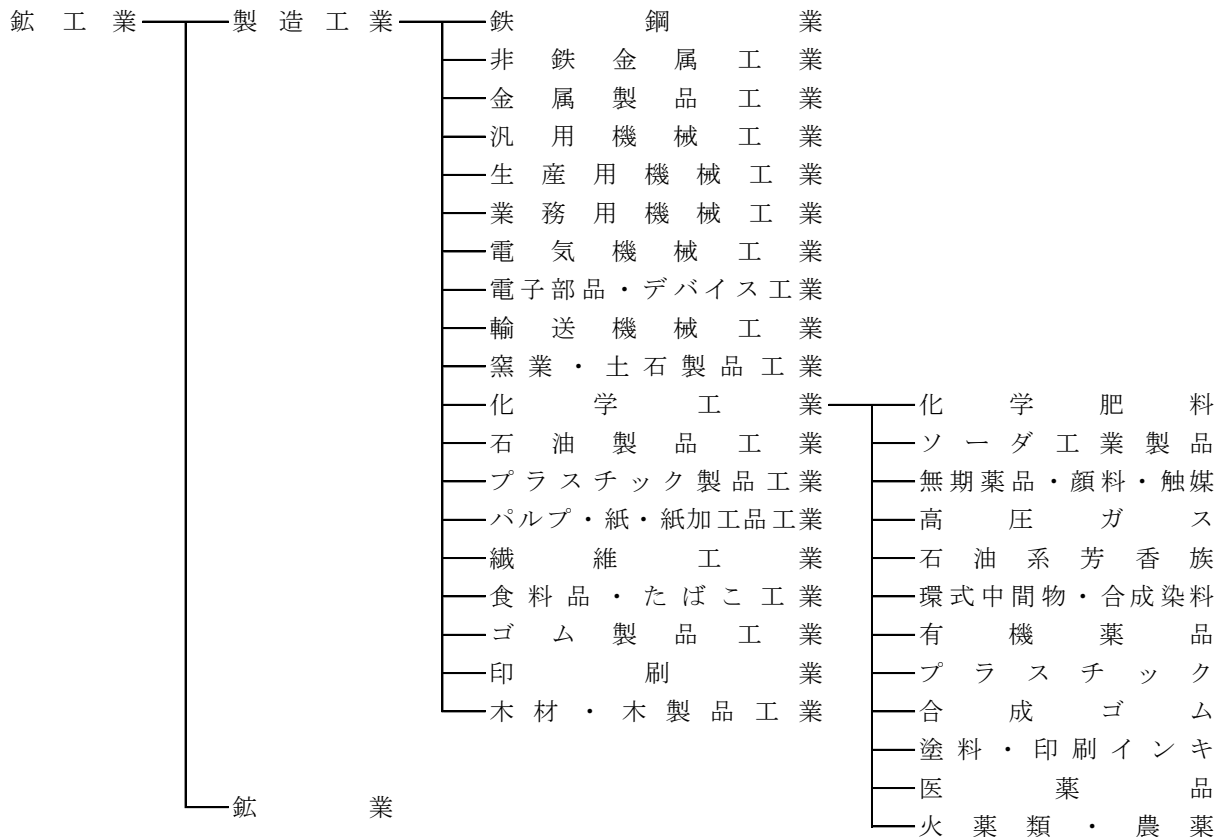 鉱工業 製造工業 鉄鋼業
非鉄金属工業
金属製品工業
汎用機械工業
生産用機械工業
業務用機械工業
電気機械工業
電子部品・デバイス工業
輸送機械工業
窯業・土石製品工業
化学工業 化学肥料
石油製品工業 ソーダ工業製品
プラスチック製品工業 無期薬品・顔料・触媒
パルプ・紙・紙加工品工業 高圧ガス
繊維工業 石油系芳香族
食料品・たばこ工業 環式中間物・合成染料
ゴム製品工業 有機薬品
印刷業 プラスチック
木材・木製品工業 合成ゴム
塗料・印刷インキ
医薬品
鉱業
火薬類・農薬